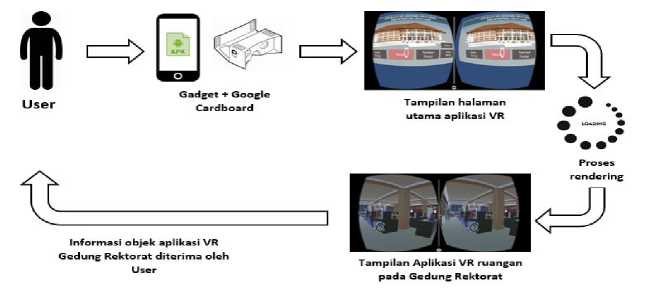 User
APK
Gadget + Google
Cardboard
Tampilan halaman
utama aplikasi VR
LOADING
Proses
rendering
Tampilan Aplikasi VR ruangan
pada Gedung Rektorat
Informasi objek aplikasi VR
Gedung Rektorat diterima oleh
User